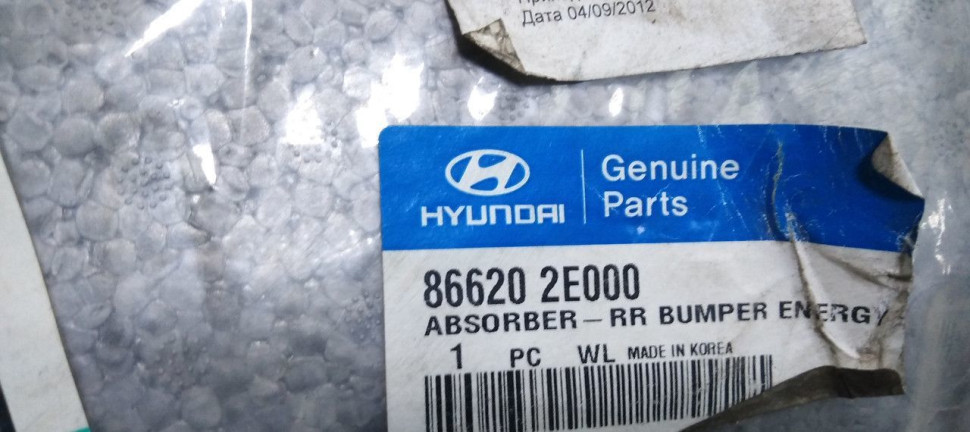 Дата 04/09/2012
HYUNDAI
Genuine
Parts
86620 2E000
ABSORBER-RR BUMPER ENERGY
1 PC WL MADE IN KOREA